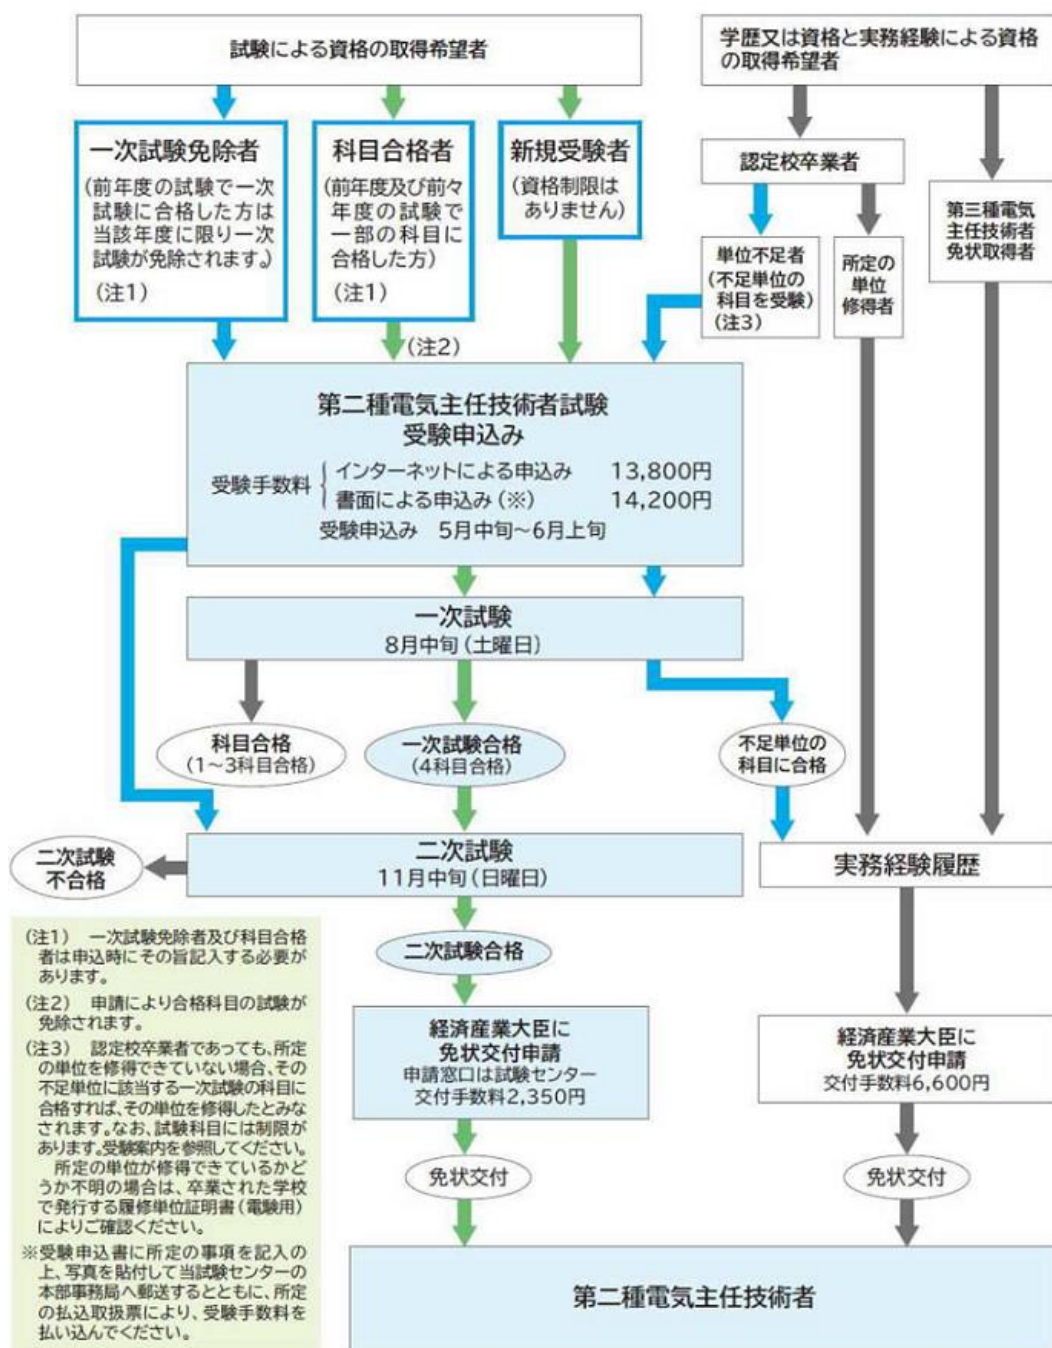 試験による資格の取得希望者
学歴又は資格と実務経験による資格
の取得希望者
一次試験免除者
(前年度の試験で一次
試験に合格した方は
当該年度に限り一次
試験が免除されます。)
(注1)
科目合格者
(前年度及び前々
年度の試験で
一部の科目に
合格した方)
(注1)
新規受験者
(資格制限は
ありません)
認定校卒業者
単位不足者
(不足単位の
科目を受験)
(注3)
所定の
単位
修得者
第三種電気
主任技術者
免状取得者
(注2)
第二種電気主任技術者試験
受験申込み
受験手数料
インターネットによる申込み 13,800円
書面による申込み(※) 14,200円
受験申込み 5月中旬～6月上旬
一次試験
8月中旬(土曜日)
科目合格
(1～3科目合格)
一次試験合格
(4科目合格)
不足単位の
科目に合格
二次試験
不合格
二次試験
11月中旬(日曜日)
実務経験履歴
二次試験合格
経済産業大臣に
免状交付申請
申請窓口は試験センター
交付手数料2,350円
経済産業大臣に
免状交付申請
交付手数料6,600円
免状交付
免状交付
第二種電気主任技術者
(注1) 一次試験免除者及び科目合格
者は申込時にその旨記入する必要が
あります。
(注2) 申請により合格科目の試験が
免除されます。
(注3) 認定校卒業者であっても、所定
の単位を修得できていない場合、その
不足単位に該当する一次試験の科目に
合格すれば、その単位を修得したとみな
されます。なお、試験科目には制限が
あります。受験案内を参照してください。
所定の単位が修得できているかど
うか不明の場合は、卒業された学校
で発行する履修単位証明書(電験用)
によりご確認ください。
※受験申込書に所定の事項を記入の
上、写真を貼付して当試験センターの
本部事務局へ郵送するとともに、所定
の払込取扱票により、受験手数料を
払い込んでください。